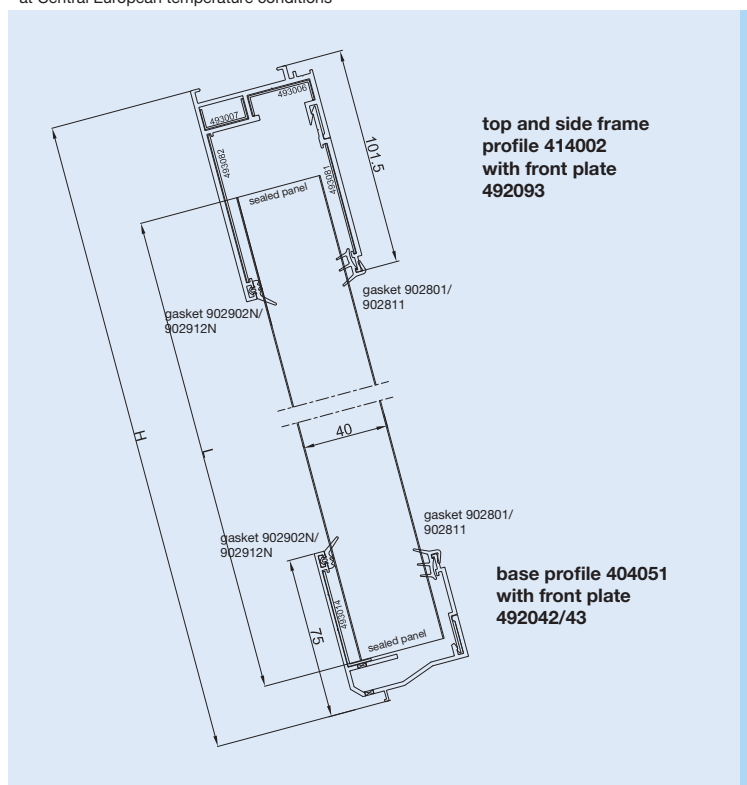 at Central European temperature conditions
493006
493007
101.5
top and side frame
profile 414002
with front plate
492093
493082
493081
sealed panel
gasket 902902N/
902912N
gasket 902801/
902811
H
L
40
gasket 902902N/
902912N
gasket 902801/
902811
base profile 404051
with front plate
492042/43
493014
75
sealed panel